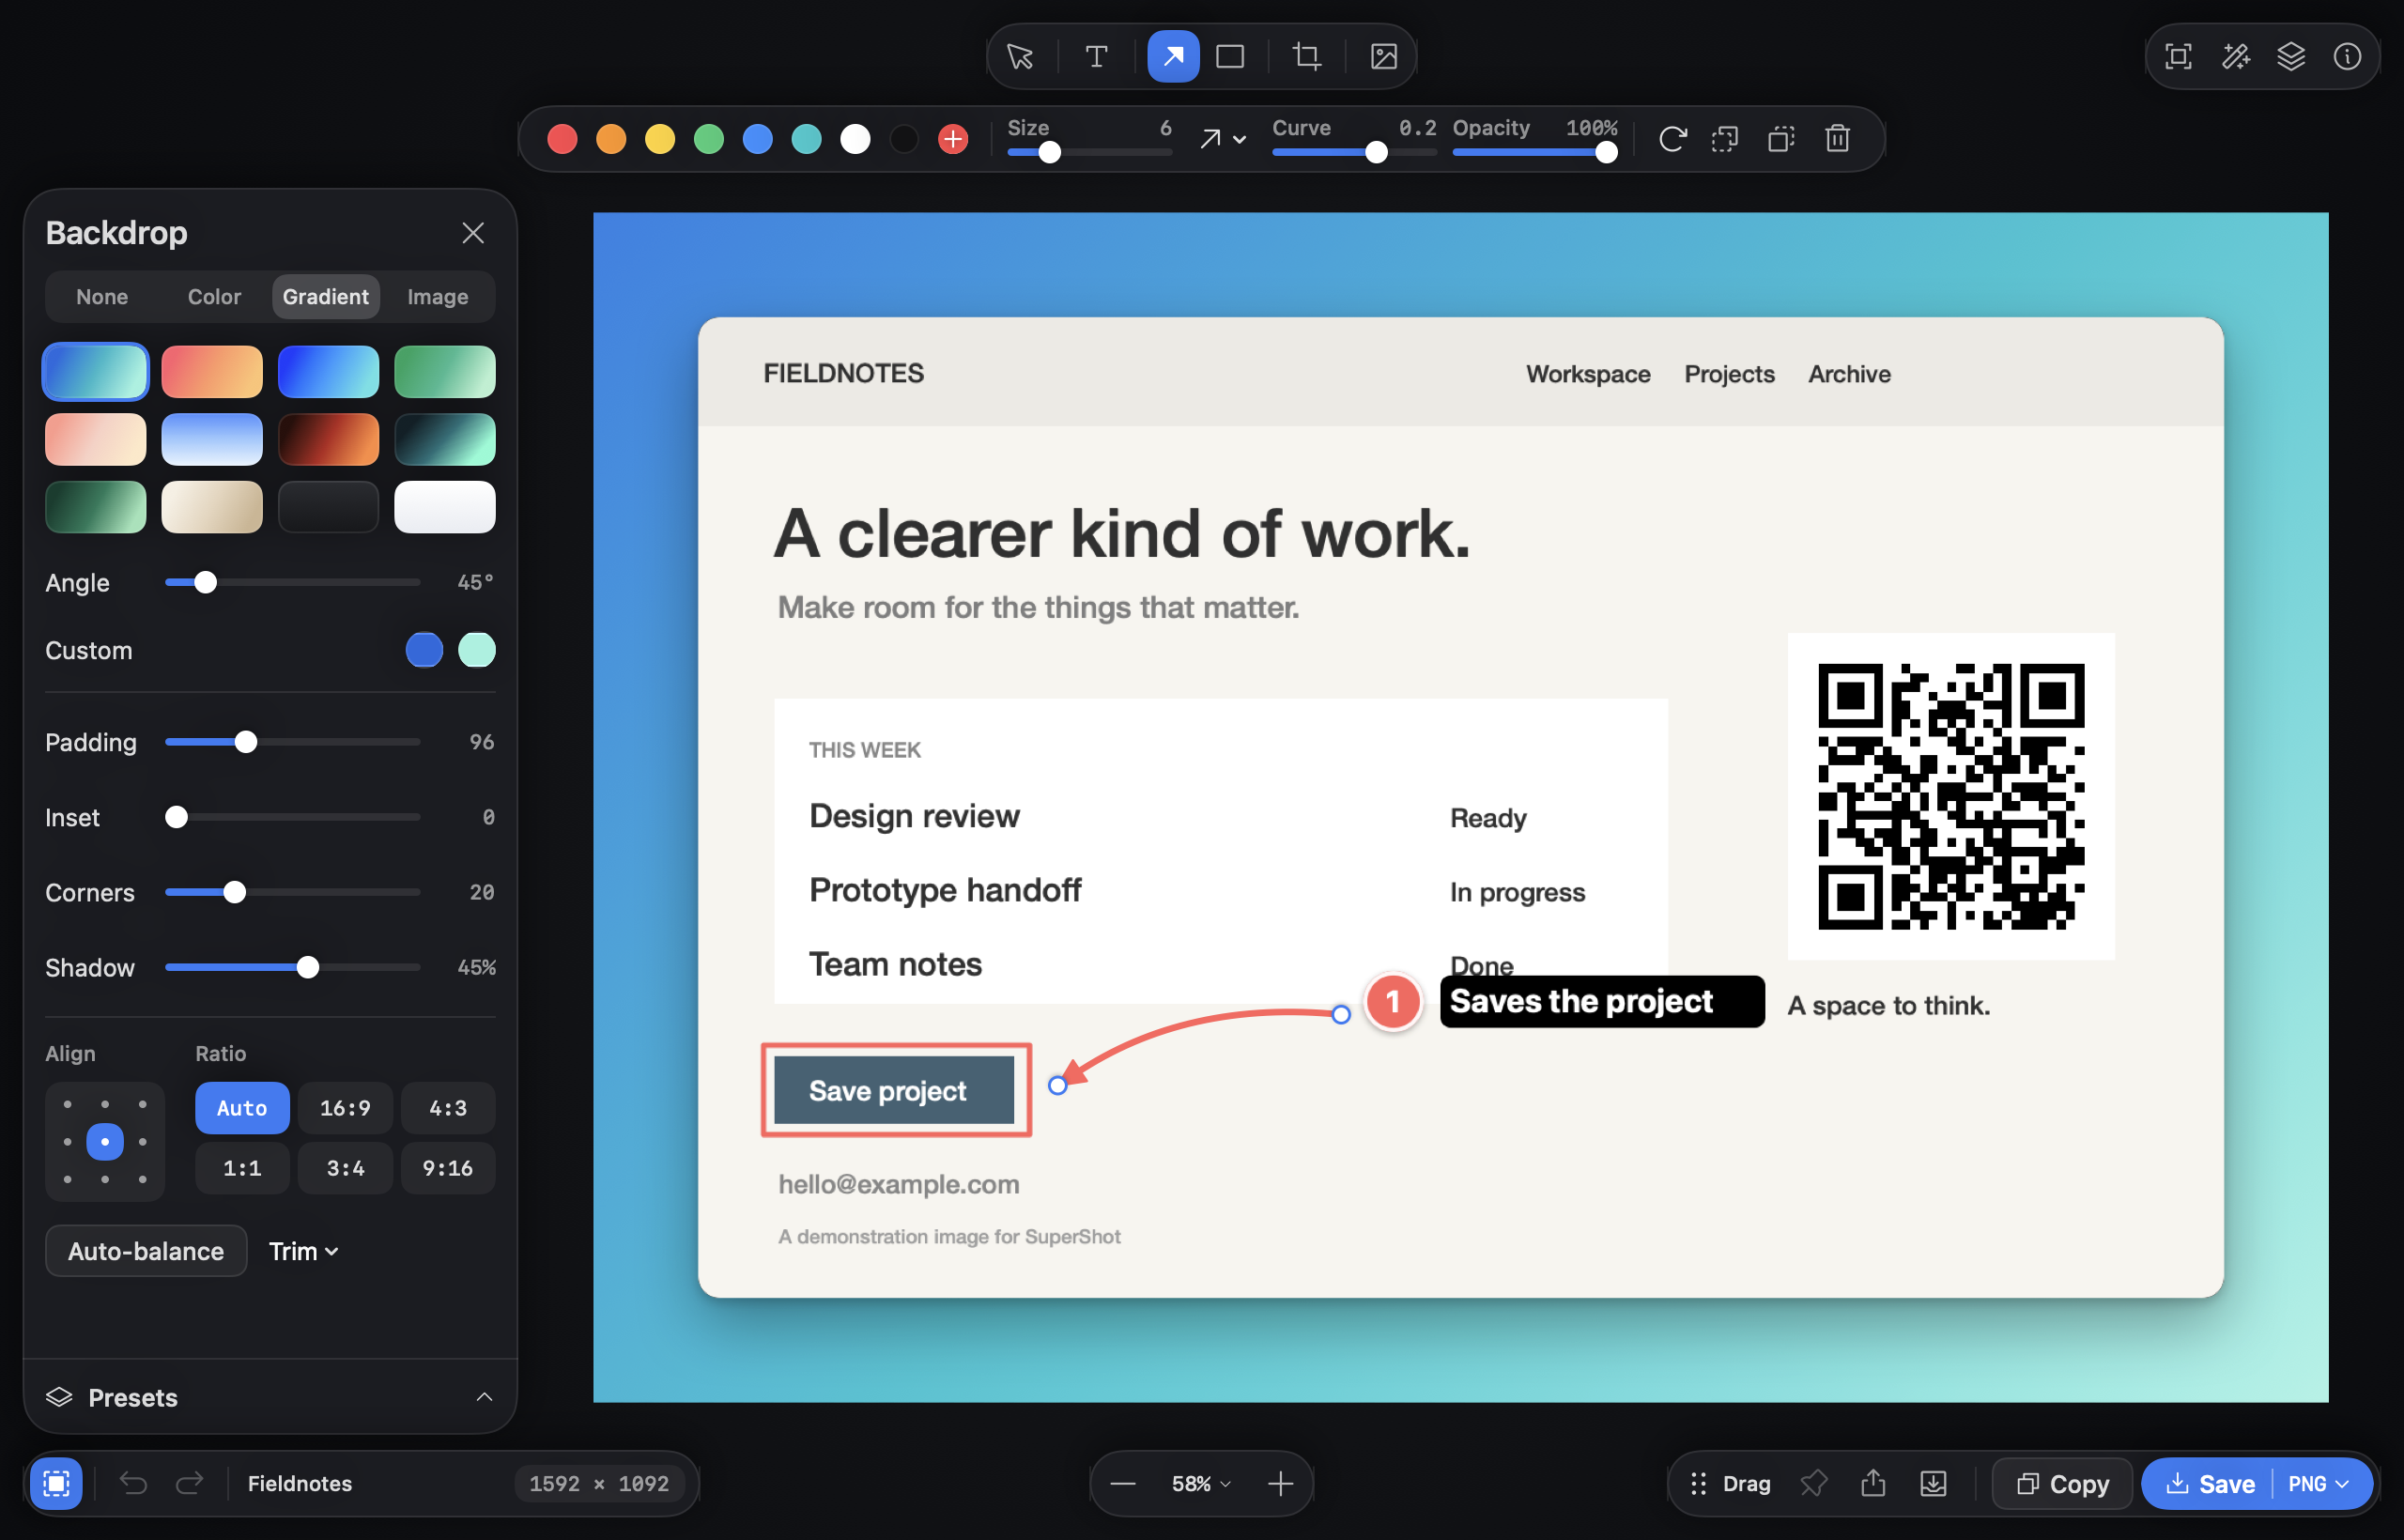 Size 6
Curve 0.2
Opacity 100%
Backdrop
None Color Gradient Image
Angle 45°
Custom
Padding 96
Inset 0
Corners 20
Shadow 45%
Align Ratio
Auto 16:9 4:3
1:1 3:4 9:16
Auto-balance Trim
Presets
FIELDNOTES
Workspace Projects Archive
A clearer kind of work.
Make room for the things that matter.
THIS WEEK
Design review Ready
Prototype handoff In progress
Team notes Done
1 Saves the project
A space to think.
Save project
hello@example.com
A demonstration image for SuperShot
Fieldnotes 1592 × 1092
58%
Drag Copy Save PNG